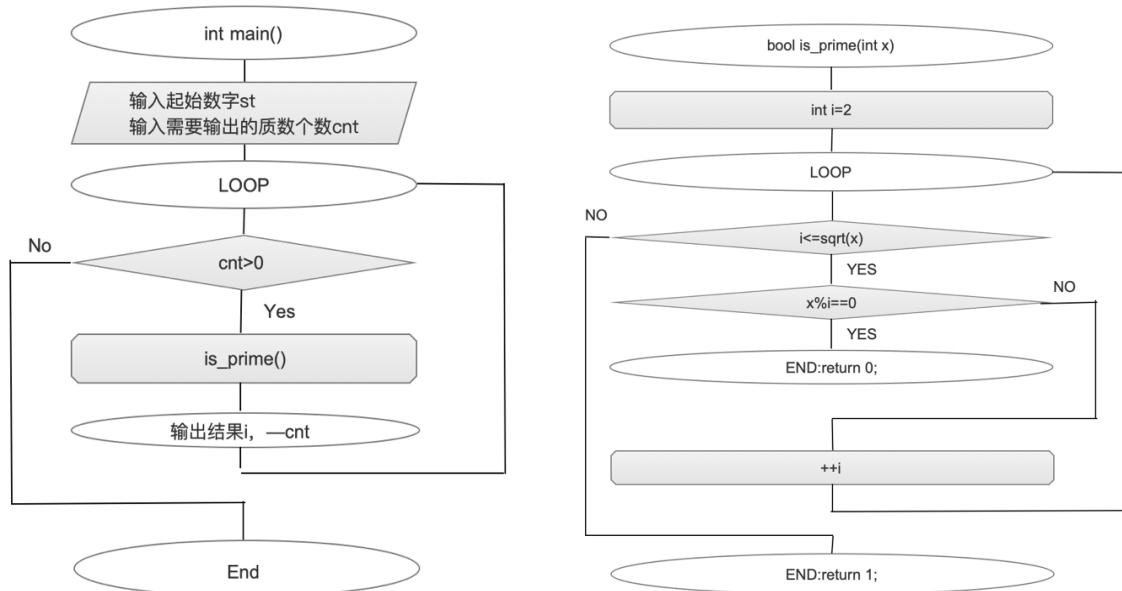 int main()
输入起始数字st
输入需要输出的质数个数cnt
LOOP
No
cnt>0
Yes
is_prime()
输出结果i，—cnt
End
bool is_prime(int x)
int i=2
LOOP
NO
i<=sqrt(x)
YES
NO
x%i==0
YES
END:return 0;
++i
END:return 1;